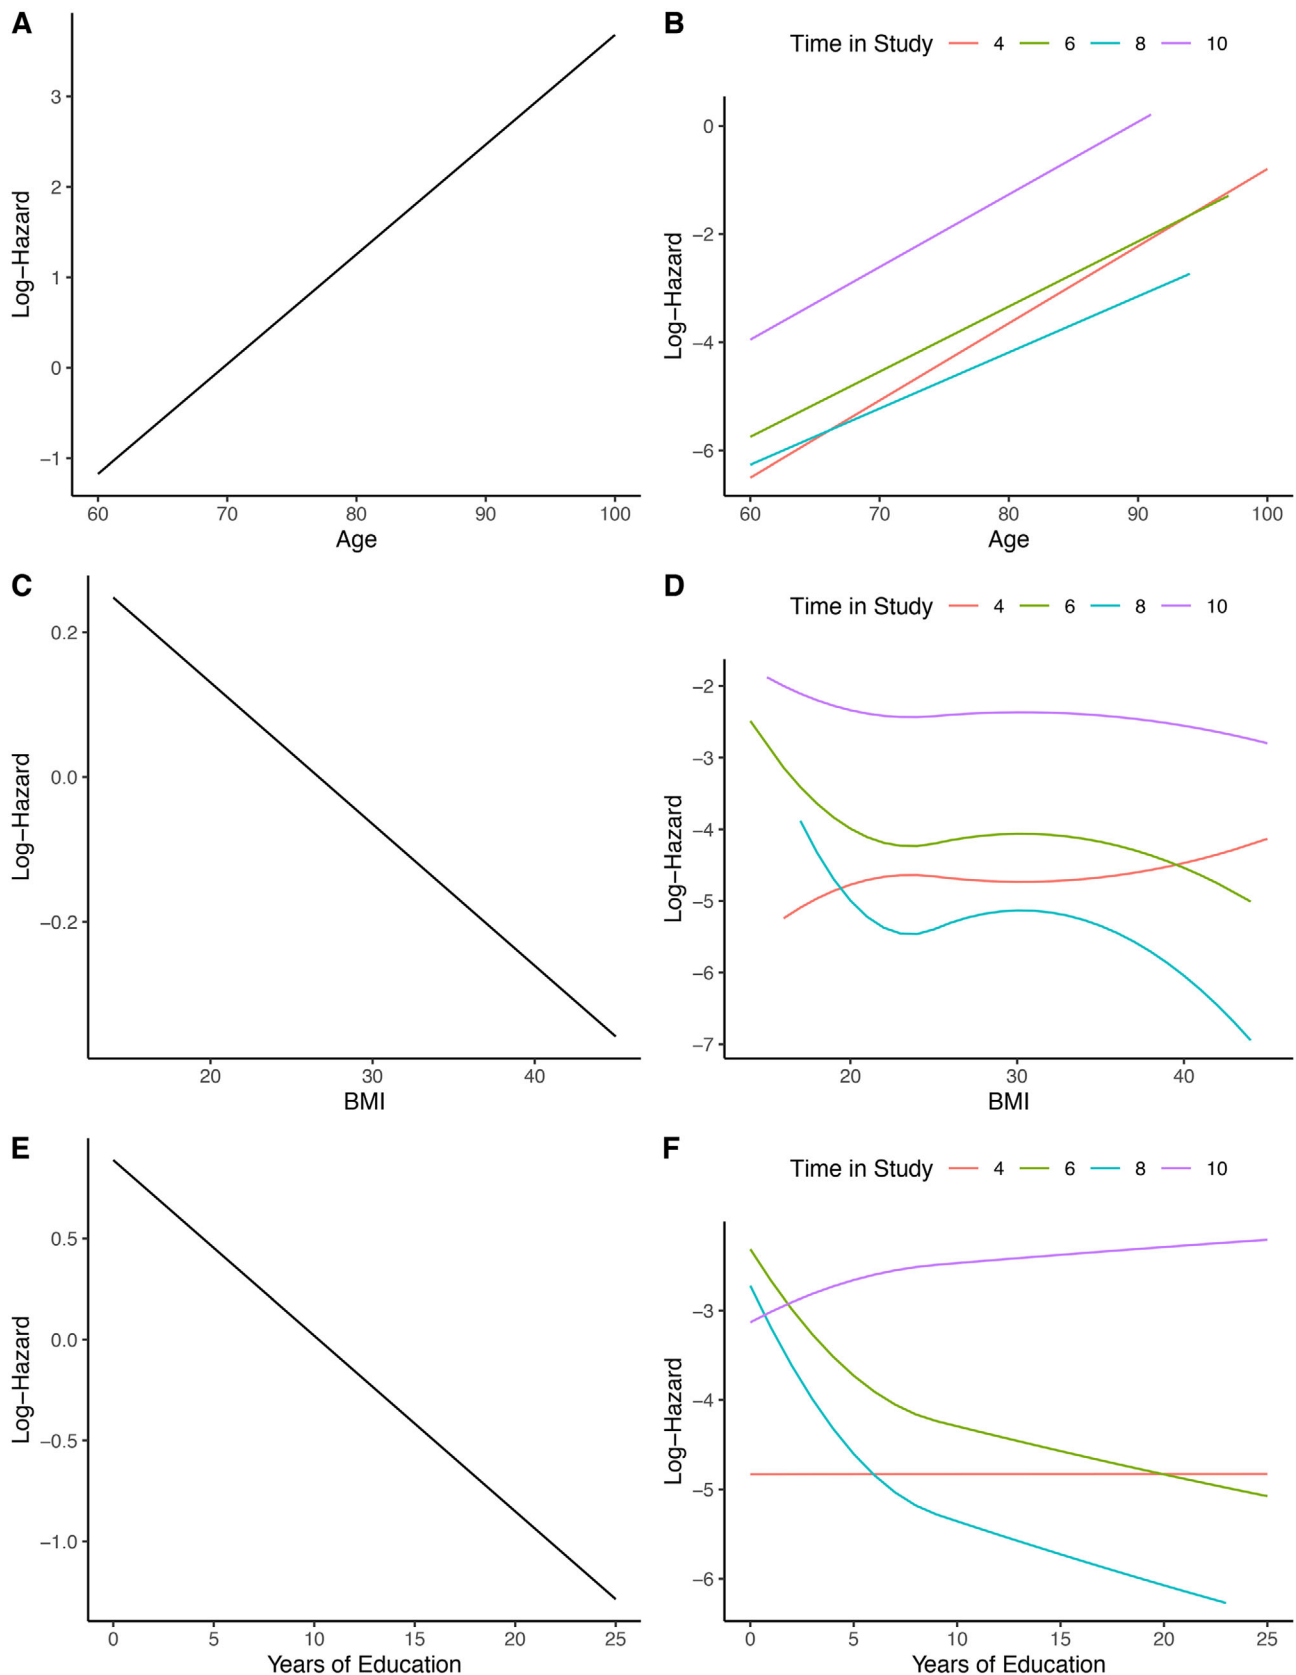 A
Log−Hazard
3
2
1
0
−1
60 70 80 90 100
Age
B
Time in Study 4 6 8 10
Log−Hazard
0
−2
−4
−6
60 70 80 90 100
Age
C
Log−Hazard
0.2
0.0
−0.2
20 30 40
BMI
D
Time in Study 4 6 8 10
Log−Hazard
−2
−3
−4
−5
−6
−7
20 30 40
BMI
E
Log−Hazard
0.5
0.0
−0.5
−1.0
0 5 10 15 20 25
Years of Education
F
Time in Study 4 6 8 10
Log−Hazard
−3
−4
−5
−6
0 5 10 15 20 25
Years of Education